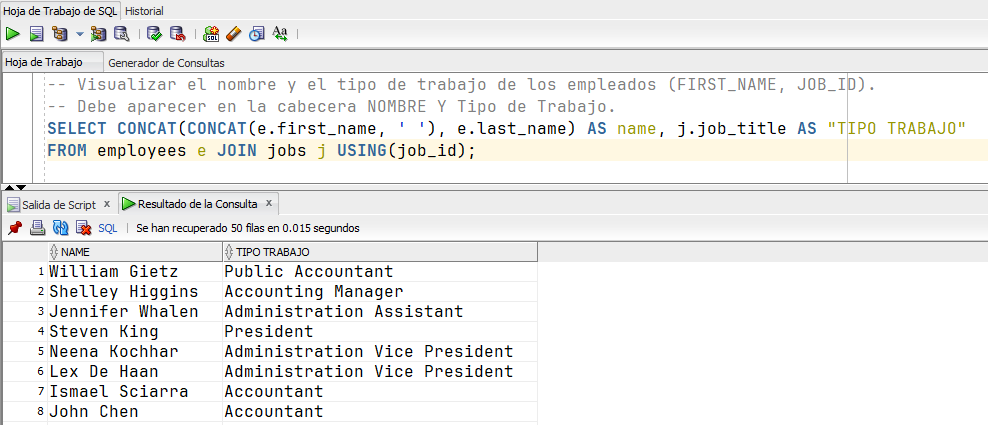 Hoja de Trabajo de SQL Historial
SQL
Aa
Hoja de Trabajo Generador de Consultas
-- Visualizar el nombre y el tipo de trabajo de los empleados (FIRST_NAME, JOB_ID).
-- Debe aparecer en la cabecera NOMBRE Y Tipo de Trabajo.
SELECT CONCAT(CONCAT(e.first_name, ' '), e.last_name) AS name, j.job_title AS "TIPO TRABAJO"
FROM employees e JOIN jobs j USING(job_id);
Salida de Script x Resultado de la Consulta x
SQL | Se han recuperado 50 filas en 0.015 segundos
NAME TIPO TRABAJO
1 William Gietz Public Accountant
2 Shelley Higgins Accounting Manager
3 Jennifer Whalen Administration Assistant
4 Steven King President
5 Neena Kochhar Administration Vice President
6 Lex De Haan Administration Vice President
7 Ismael Sciarra Accountant
8 John Chen Accountant